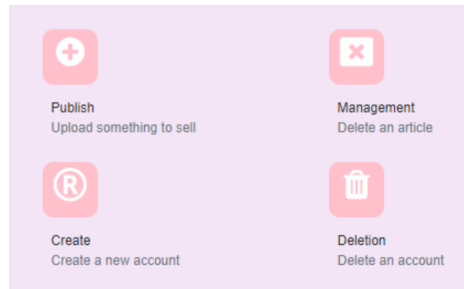 Publish
Upload something to sell
Management
Delete an article
®
Create
Create a new account
Deletion
Delete an account